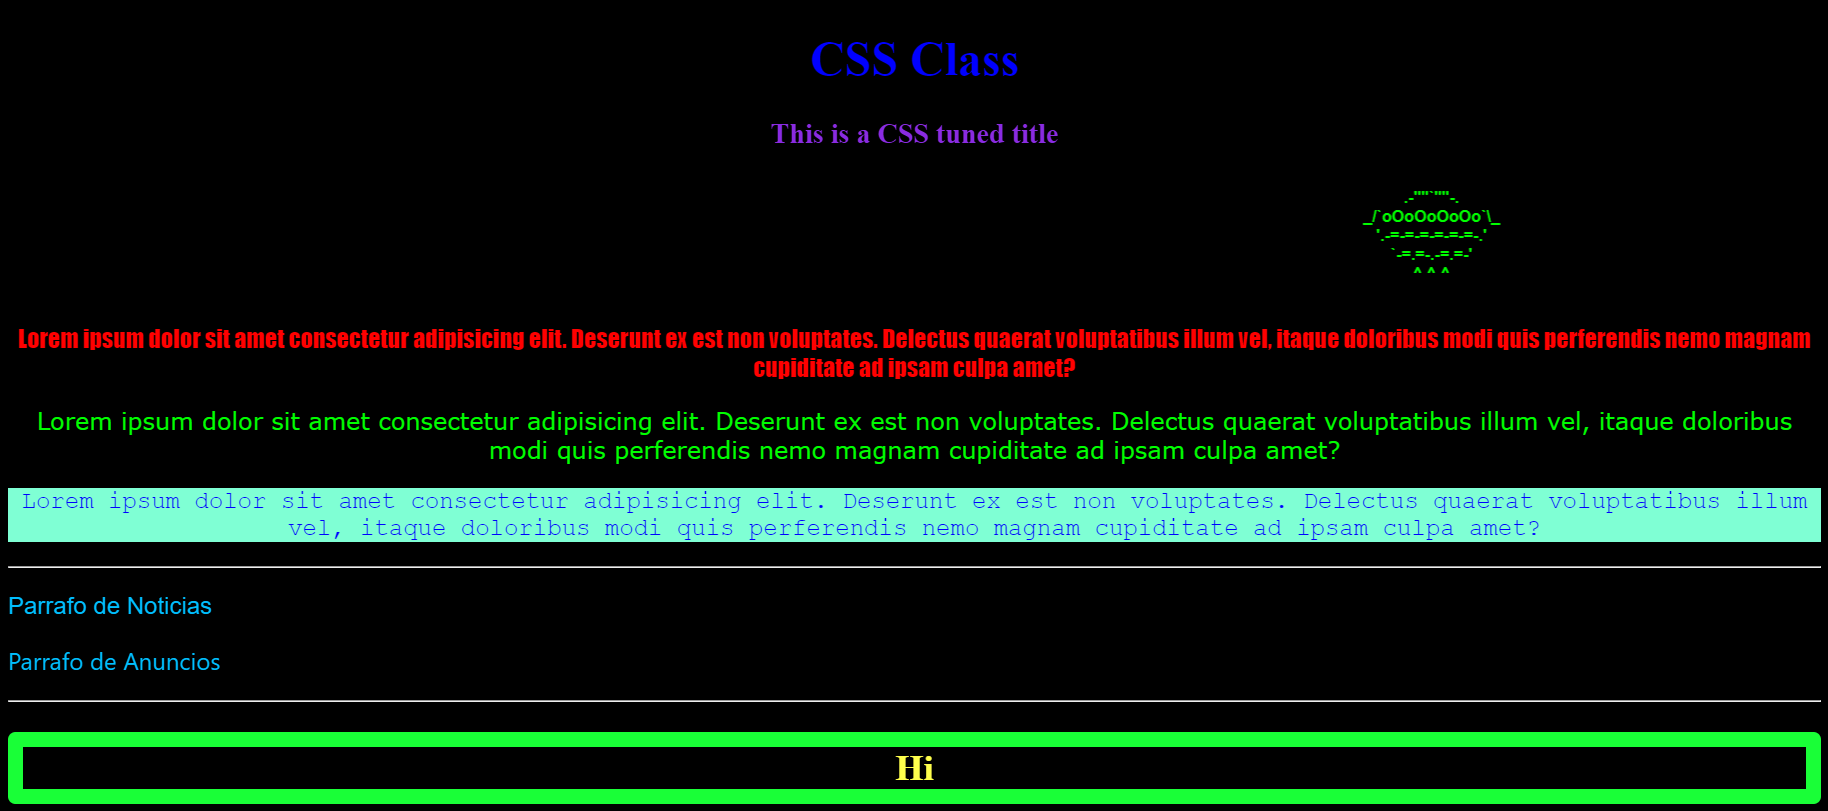 CSS Class
This is a CSS tuned title
.-""`""-.
_/`oOoOoOoOo`\_
'.-=-=-=-=-=-=-.'
`-=.=-.-=.=-'
^ ^ ^
Lorem ipsum dolor sit amet consectetur adipisicing elit. Deserunt ex est non voluptates. Delectus quaerat voluptatibus illum vel, itaque doloribus modi quis perferendis nemo magnam
cupiditate ad ipsam culpa amet?
Lorem ipsum dolor sit amet consectetur adipisicing elit. Deserunt ex est non voluptates. Delectus quaerat voluptatibus illum vel, itaque doloribus
modi quis perferendis nemo magnam cupiditate ad ipsam culpa amet?
Lorem ipsum dolor sit amet consectetur adipisicing elit. Deserunt ex est non voluptates. Delectus quaerat voluptatibus illum
vel, itaque doloribus modi quis perferendis nemo magnam cupiditate ad ipsam culpa amet?
Parrafo de Noticias
Parrafo de Anuncios
Hi